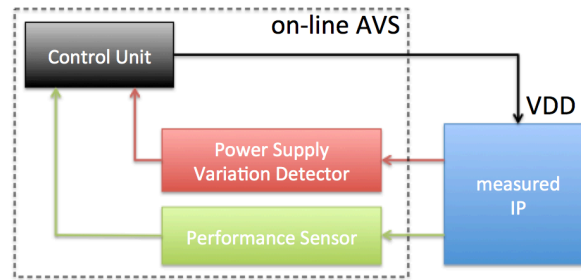 on-line AVS
Control Unit
VDD
Power Supply
Variation Detector
measured
IP
Performance Sensor